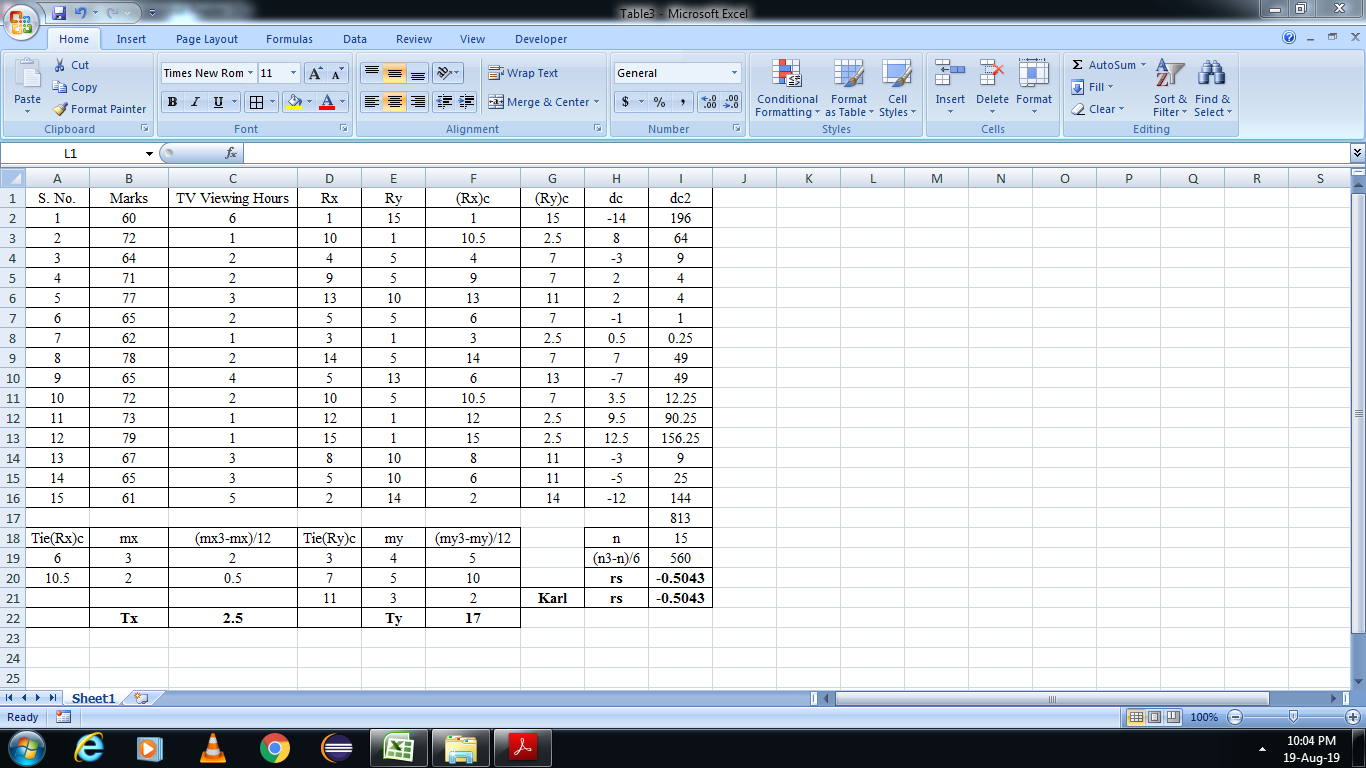 Table3 - Microsoft Excel
Home Insert Page Layout Formulas Data Review View Developer
Paste Cut Copy Format Painter Clipboard
Times New Rom 11 A A B I U A Font
Wrap Text Merge & Center Alignment
General $ % , .0 .00 .00 .0 Number
Conditional Formatting Format as Table Cell Styles Styles
Insert Delete Format Cells
Σ AutoSum Fill Clear Sort & Filter Find & Select Editing
L1 fx
A B C D E F G H I J K L M N O P Q R S
1 S. No. Marks TV Viewing Hours Rx Ry (Rx)c (Ry)c dc dc2
2 1 60 6 1 15 1 15 -14 196
3 2 72 1 10 1 10.5 2.5 8 64
4 3 64 2 4 5 4 7 -3 9
5 4 71 2 9 5 9 7 2 4
6 5 77 3 13 10 13 11 2 4
7 6 65 2 5 5 6 7 -1 1
8 7 62 1 3 1 3 2.5 0.5 0.25
9 8 78 2 14 5 14 7 7 49
10 9 65 4 5 13 6 13 -7 49
11 10 72 2 10 5 10.5 7 3.5 12.25
12 11 73 1 12 1 12 2.5 9.5 90.25
13 12 79 1 15 1 15 2.5 12.5 156.25
14 13 67 3 8 10 8 11 -3 9
15 14 65 3 5 10 6 11 -5 25
16 15 61 5 2 14 2 14 -12 144
17 813
18 Tie(Rx)c mx (mx3-mx)/12 Tie(Ry)c my (my3-my)/12 n 15
19 6 3 2 3 4 5 (n3-n)/6 560
20 10.5 2 0.5 7 5 10 rs -0.5043
21 11 3 2 Karl rs -0.5043
22 Tx 2.5 Ty 17
23
24
25
Sheet1
Ready 100%
10:04 PM
19-Aug-19